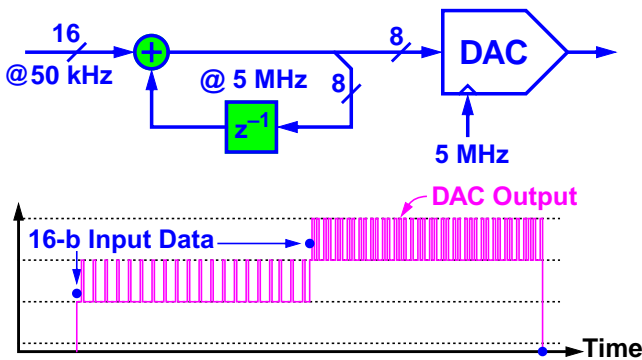 16
@50 kHz
+
@ 5 MHz
8
z⁻¹
8
DAC
5 MHz
DAC Output
16-b Input Data
Time